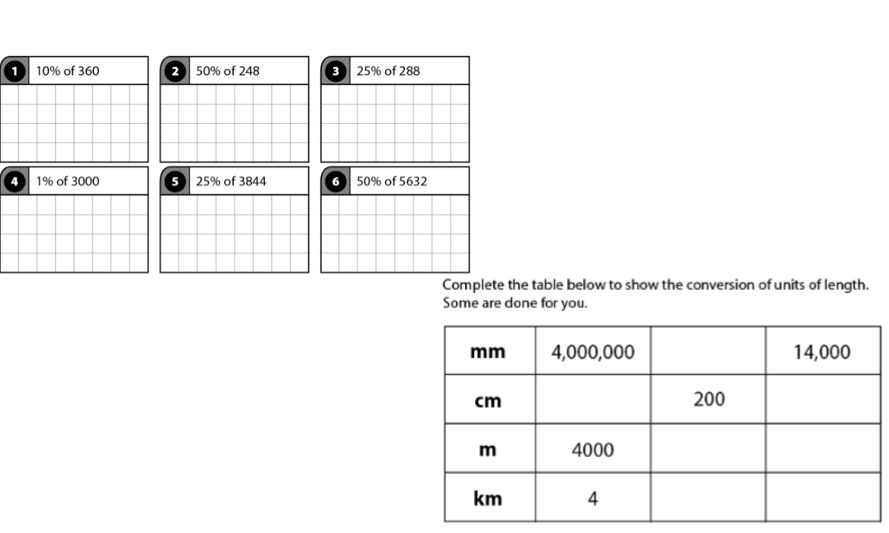 1 10% of 360
2 50% of 248
3 25% of 288
4 1% of 3000
5 25% of 3844
6 50% of 5632
Complete the table below to show the conversion of units of length.
Some are done for you.
mm 4,000,000 14,000
cm 200
m 4000
km 4